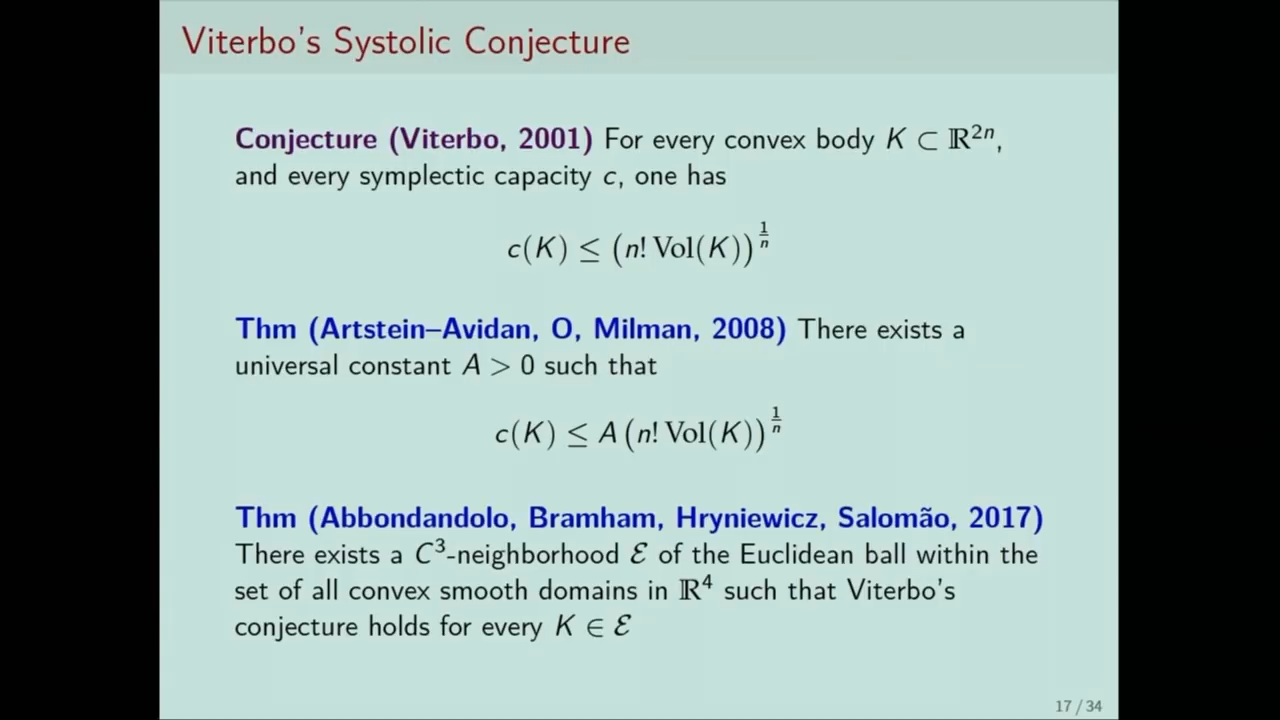 Viterbo's Systolic Conjecture
Conjecture (Viterbo, 2001) For every convex body K ⊂ ℝ²ⁿ,
and every symplectic capacity c, one has
c(K) ≤ (n! Vol(K))^{1/n}
Thm (Artstein–Avidan, O, Milman, 2008) There exists a
universal constant A > 0 such that
c(K) ≤ A (n! Vol(K))^{1/n}
Thm (Abbondandolo, Bramham, Hryniewicz, Salomão, 2017)
There exists a C³-neighborhood ℰ of the Euclidean ball within the
set of all convex smooth domains in ℝ⁴ such that Viterbo's
conjecture holds for every K ∈ ℰ
17 / 34